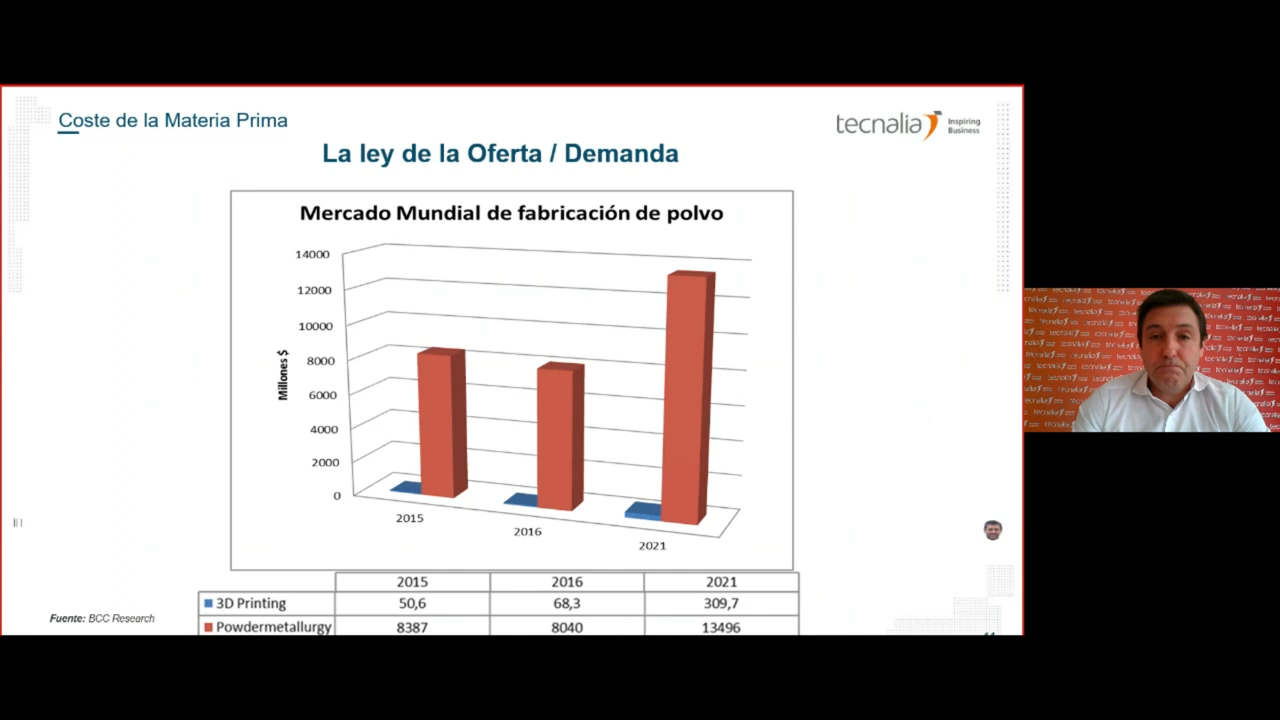 Coste de la Materia Prima
tecnalia Inspiring Business
La ley de la Oferta / Demanda
Mercado Mundial de fabricación de polvo
Millones $
14000
12000
10000
8000
6000
4000
2000
0
2015
2016
2021
2015 2016 2021
3D Printing 50,6 68,3 309,7
Powdermetallurgy 8387 8040 13496
Fuente: BCC Research